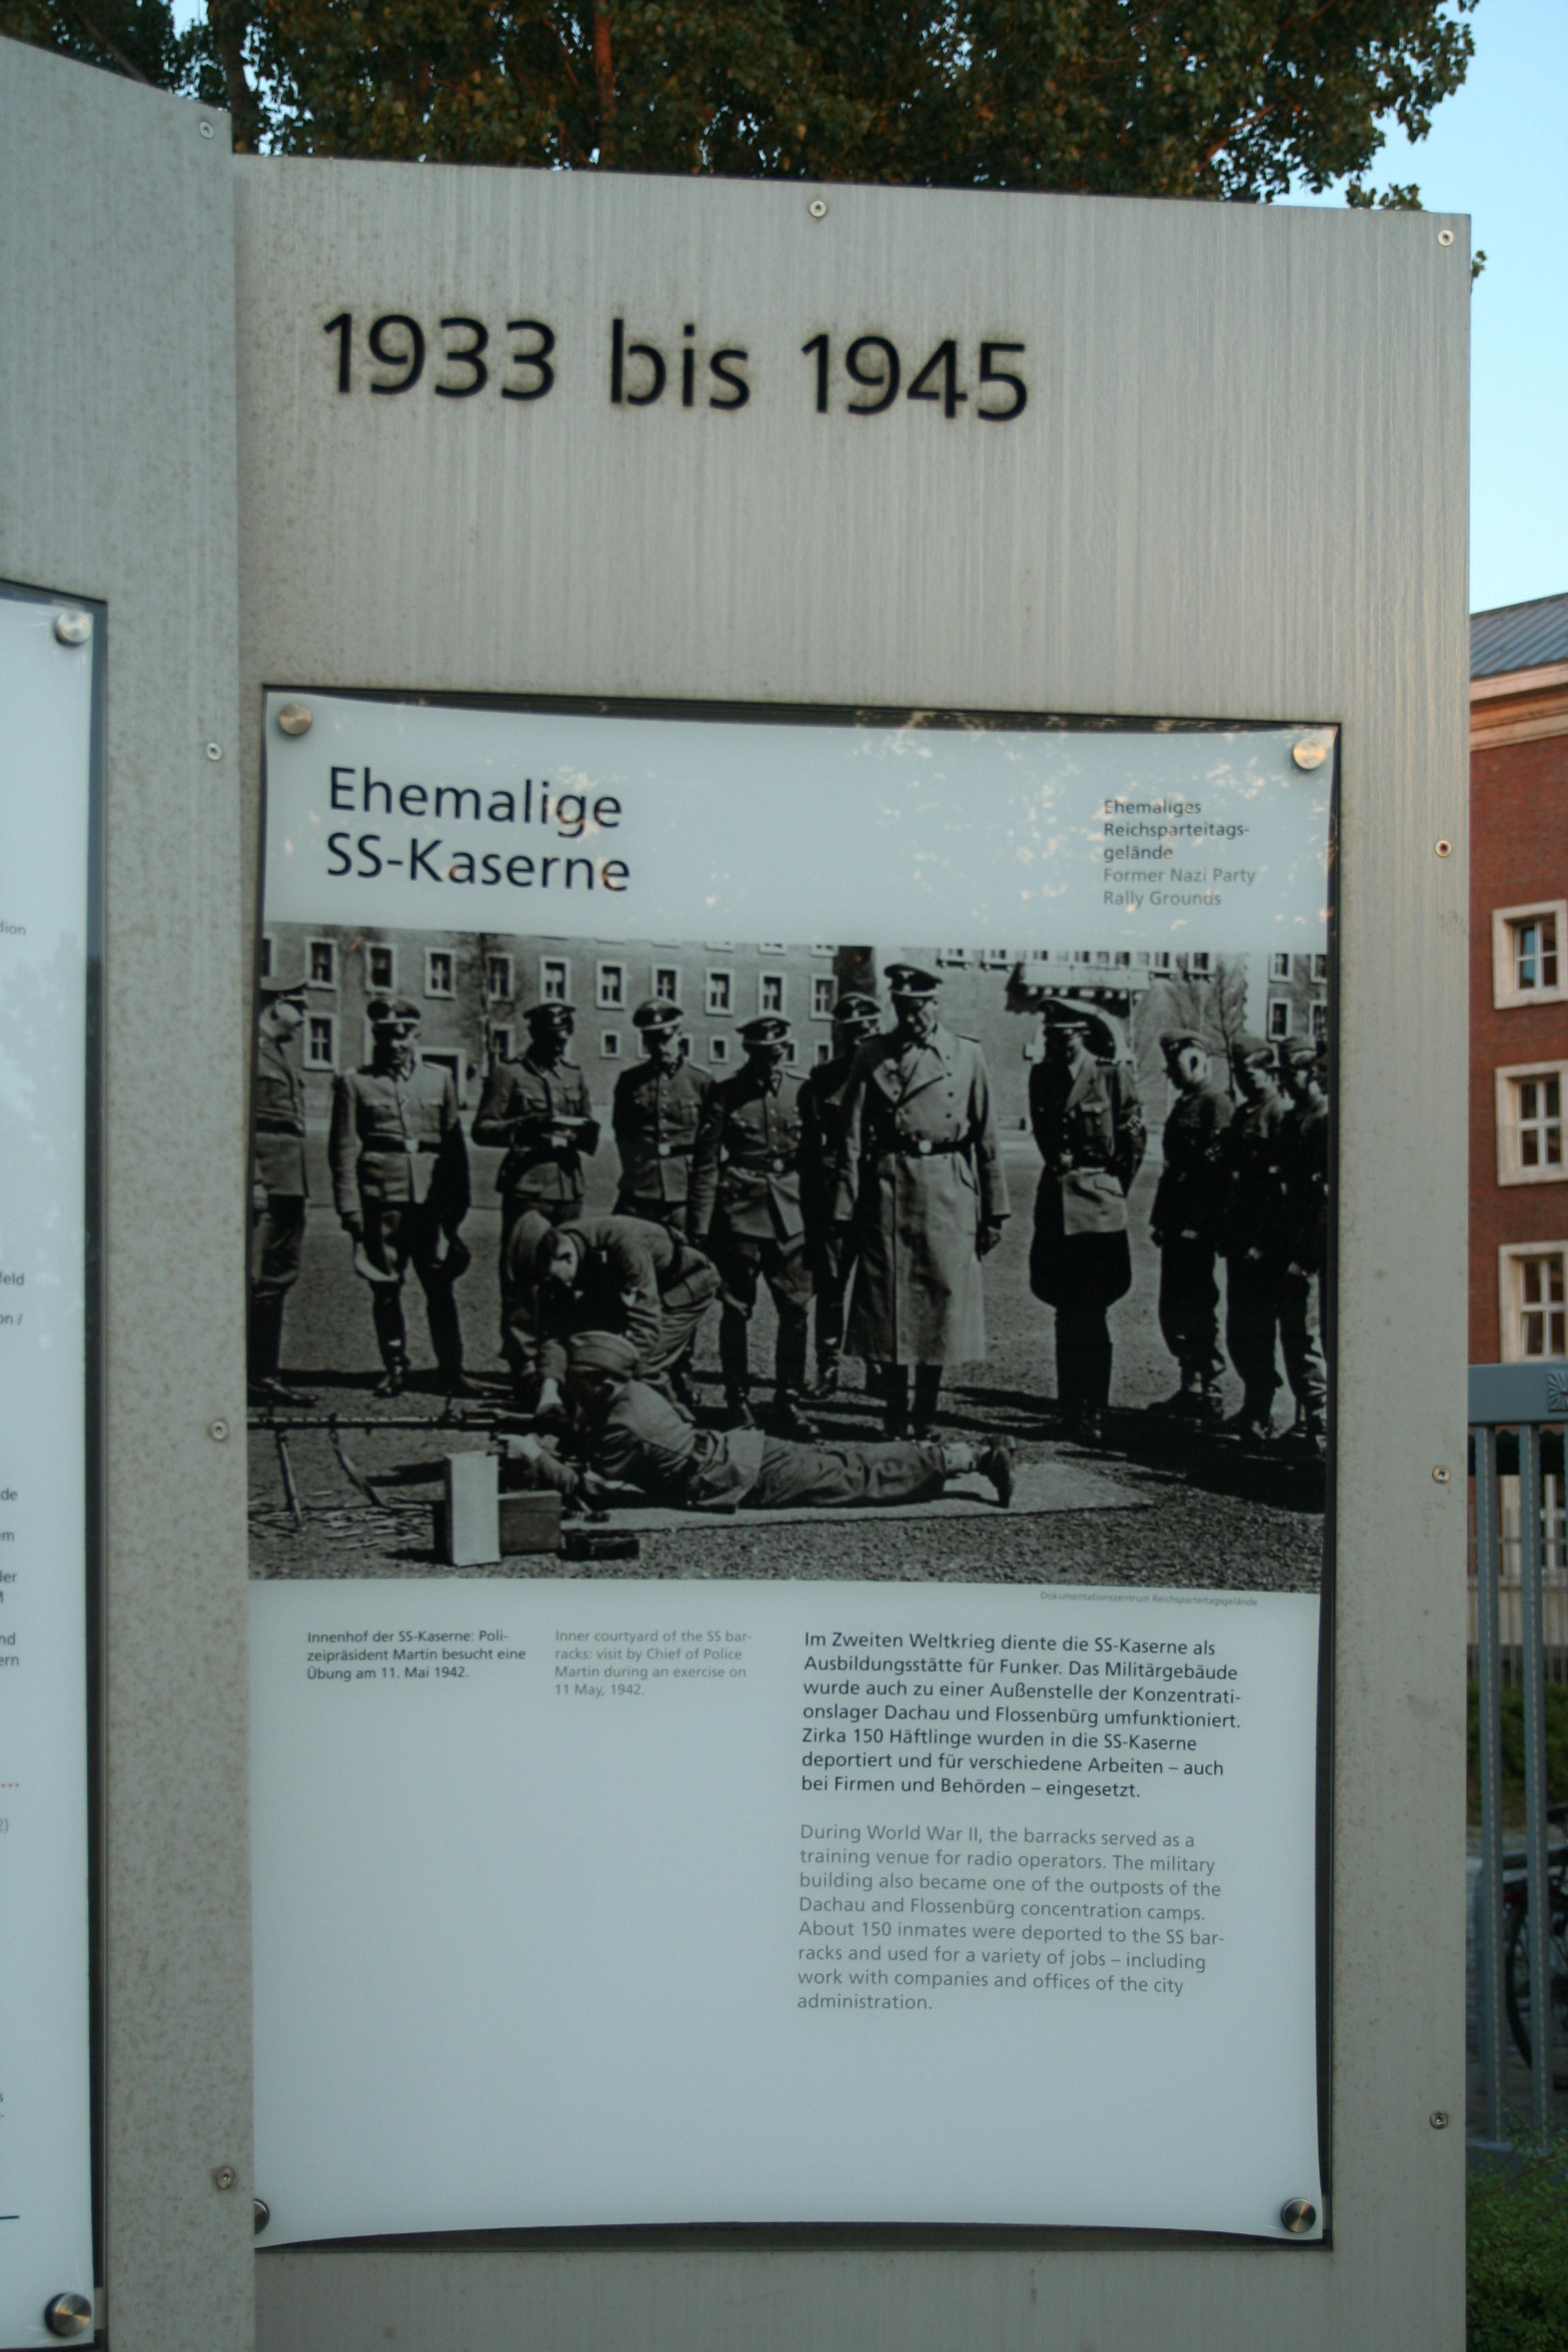 1933 bis 1945
Ehemalige
SS-Kaserne
Ehemaliges
Reichsparteitags-
gelände
Former Nazi Party
Rally Grounds
Dokumentationszentrum Reichsparteitagsgelände
Innenhof der SS-Kaserne: Poli-
zeipräsident Martin besucht eine
Übung am 11. Mai 1942.
Inner courtyard of the SS bar-
racks: visit by Chief of Police
Martin during an exercise on
11 May, 1942.
Im Zweiten Weltkrieg diente die SS-Kaserne als
Ausbildungsstätte für Funker. Das Militärgebäude
wurde auch zu einer Außenstelle der Konzentrati-
onslager Dachau und Flossenbürg umfunktioniert.
Zirka 150 Häftlinge wurden in die SS-Kaserne
deportiert und für verschiedene Arbeiten – auch
bei Firmen und Behörden – eingesetzt.
During World War II, the barracks served as a
training venue for radio operators. The military
building also became one of the outposts of the
Dachau and Flossenbürg concentration camps.
About 150 inmates were deported to the SS bar-
racks and used for a variety of jobs – including
work with companies and offices of the city
administration.